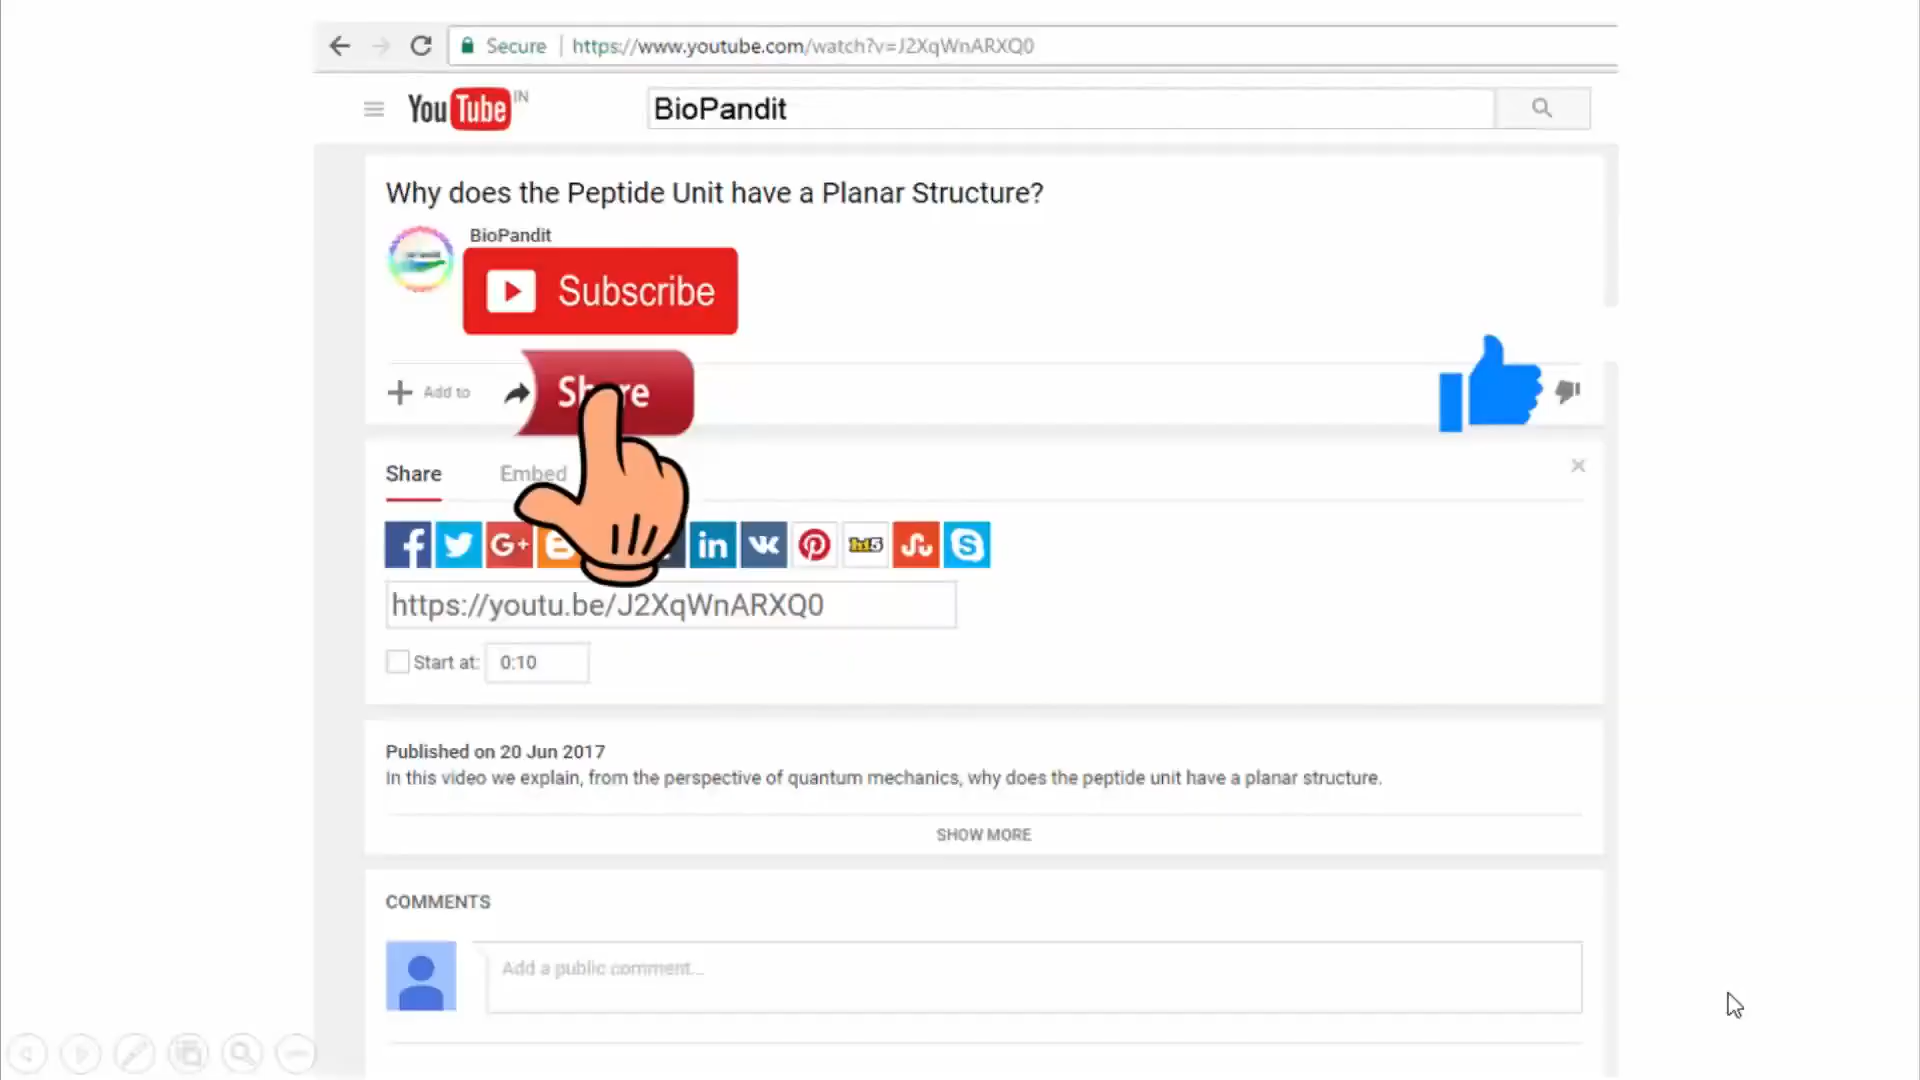 Secure https://www.youtube.com/watch?v=J2XqWnARXQ0
YouTube IN
BioPandit
Why does the Peptide Unit have a Planar Structure?
BioPandit
Subscribe
Add to
Share
Share Embed
G+ in hi5
https://youtu.be/J2XqWnARXQ0
Start at: 0:10
Published on 20 Jun 2017
In this video we explain, from the perspective of quantum mechanics, why does the peptide unit have a planar structure.
SHOW MORE
COMMENTS
Add a public comment...